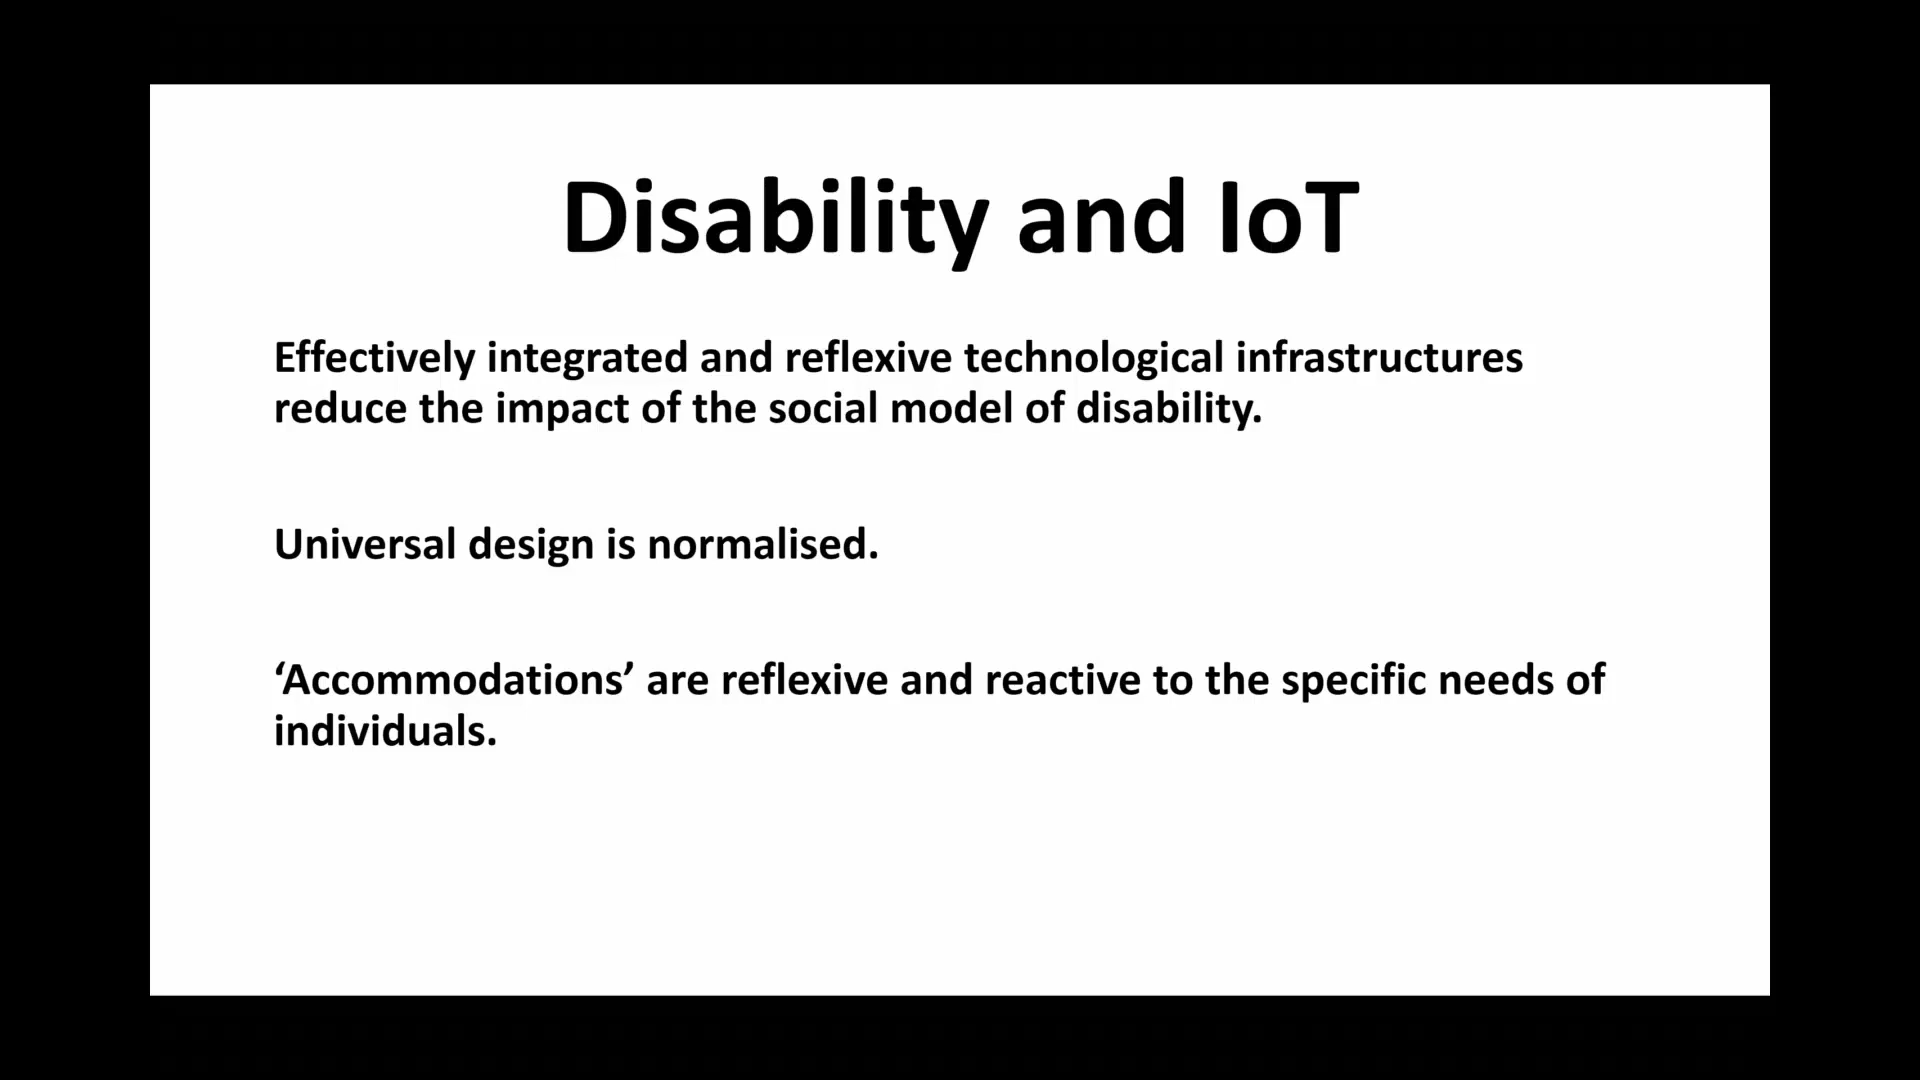 Disability and IoT
Effectively integrated and reflexive technological infrastructures
reduce the impact of the social model of disability.
Universal design is normalised.
‘Accommodations’ are reflexive and reactive to the specific needs of
individuals.